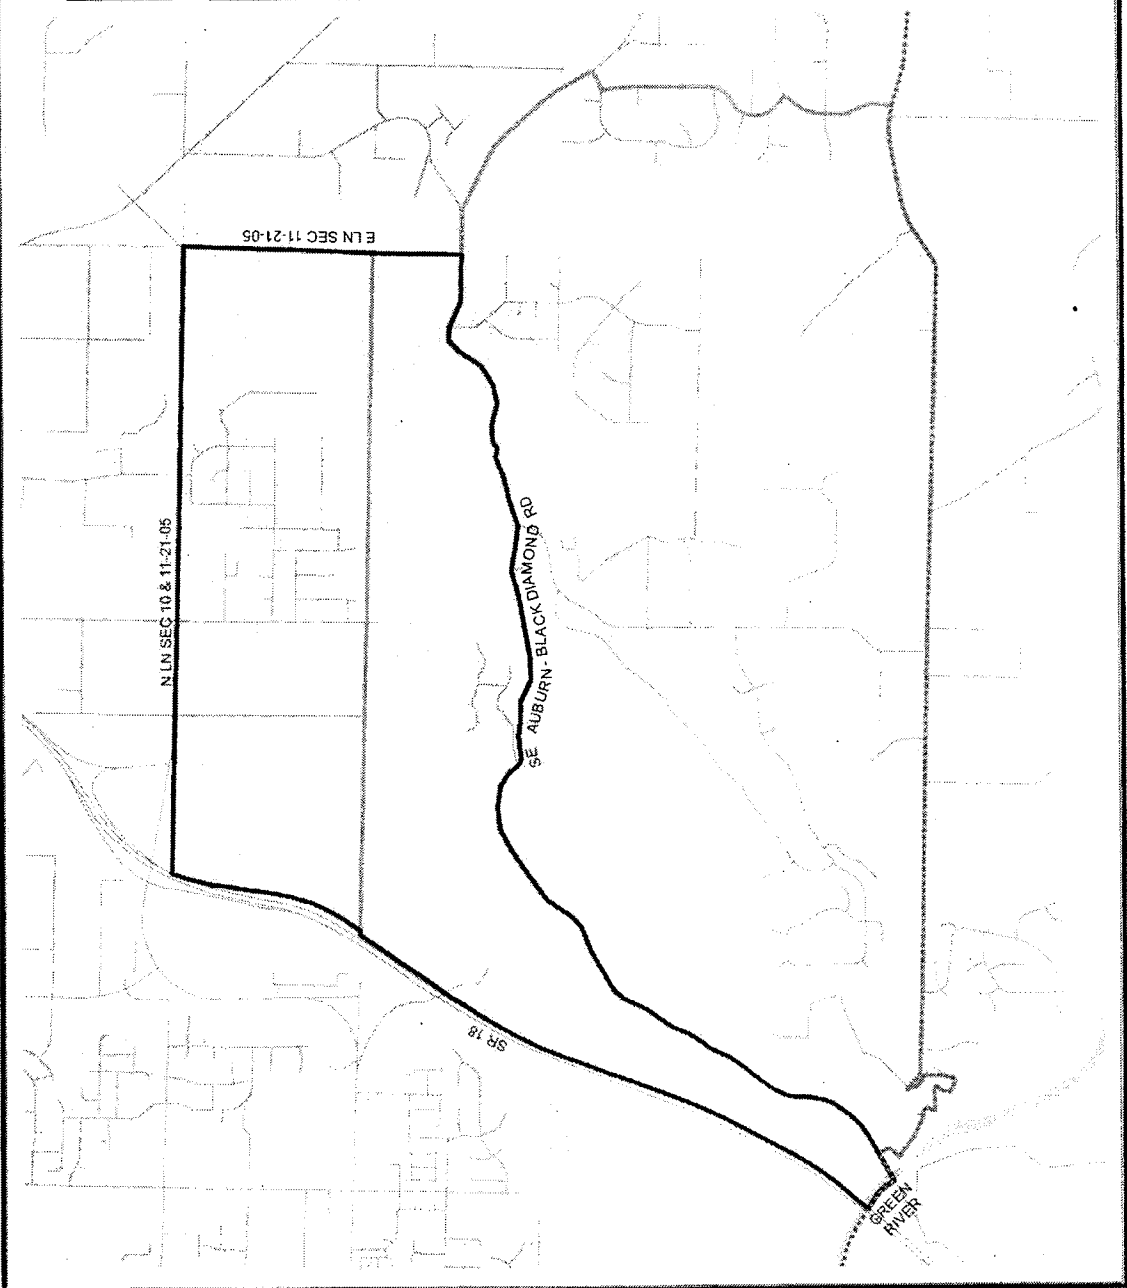 E LN SEC 11-21-05
N LN SEC 10 & 11-21-05
SE AUBURN - BLACK DIAMOND RD
SR 18
GREEN
RIVER